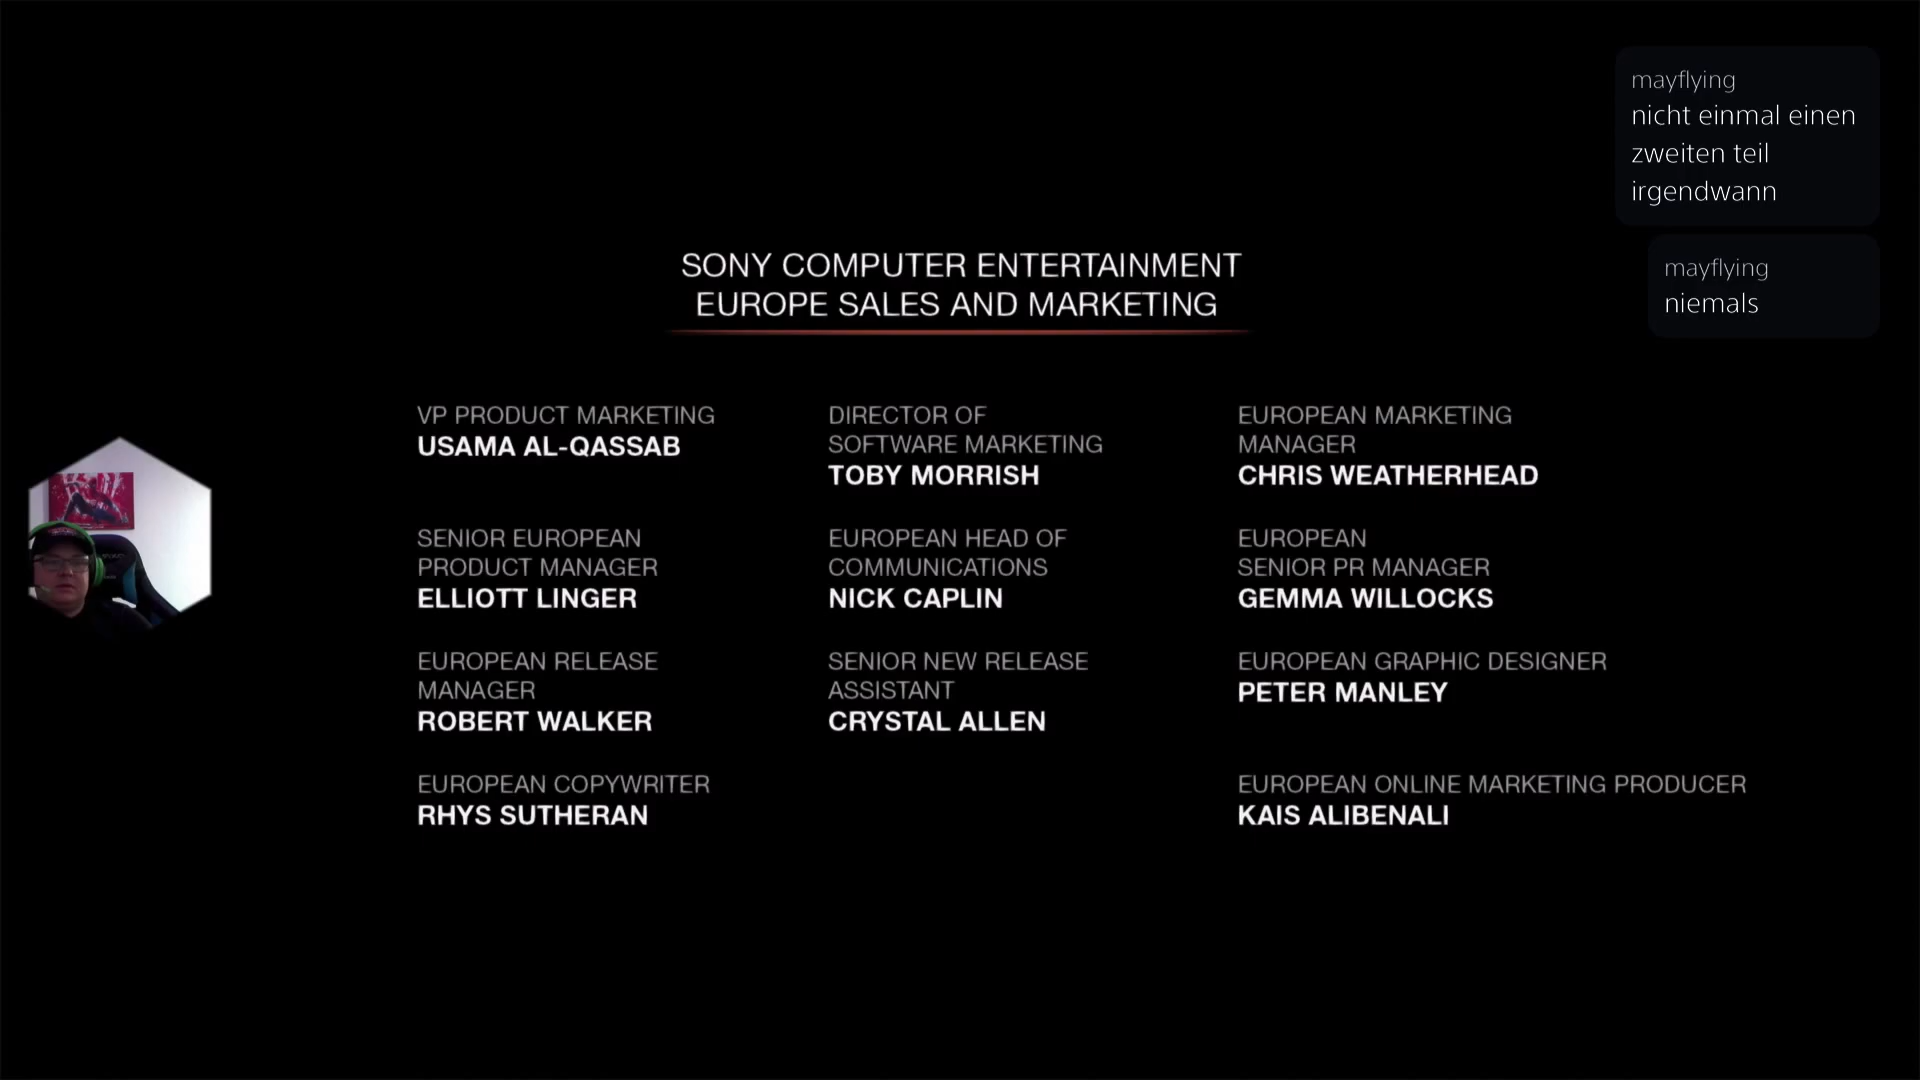 mayflying
nicht einmal einen
zweiten teil
irgendwann
mayflying
niemals
SONY COMPUTER ENTERTAINMENT
EUROPE SALES AND MARKETING
VP PRODUCT MARKETING
USAMA AL-QASSAB
DIRECTOR OF
SOFTWARE MARKETING
TOBY MORRISH
EUROPEAN MARKETING
MANAGER
CHRIS WEATHERHEAD
SENIOR EUROPEAN
PRODUCT MANAGER
ELLIOTT LINGER
EUROPEAN HEAD OF
COMMUNICATIONS
NICK CAPLIN
EUROPEAN
SENIOR PR MANAGER
GEMMA WILLOCKS
EUROPEAN RELEASE
MANAGER
ROBERT WALKER
SENIOR NEW RELEASE
ASSISTANT
CRYSTAL ALLEN
EUROPEAN GRAPHIC DESIGNER
PETER MANLEY
EUROPEAN COPYWRITER
RHYS SUTHERAN
EUROPEAN ONLINE MARKETING PRODUCER
KAIS ALIBENALI